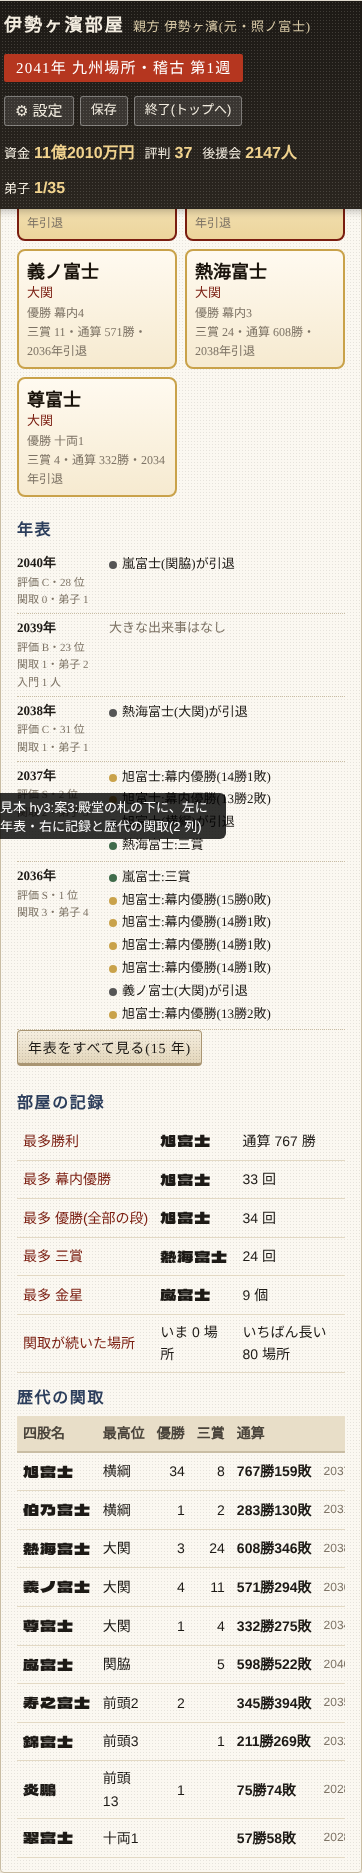 伊勢ヶ濱部屋 親方 伊勢ヶ濱(元・照ノ富士)
2041年 九州場所・稽古 第1週
⚙ 設定 保存 終了(トップへ)
資金 11億2010万円 評判 37 後援会 2147人
弟子 1/35
年引退 年引退
義ノ富士
大関
優勝 幕内4
三賞 11・通算 571勝・
2036年引退
熱海富士
大関
優勝 幕内3
三賞 24・通算 608勝・
2038年引退
尊富士
大関
優勝 十両1
三賞 4・通算 332勝・2034
年引退
年表
2040年
評価 C・28 位
関取 0・弟子 1
嵐富士(関脇)が引退
2039年
評価 B・23 位
関取 1・弟子 2
入門 1 人
大きな出来事はなし
2038年
評価 C・31 位
関取 1・弟子 1
熱海富士(大関)が引退
2037年
旭富士:幕内優勝(14勝1敗)
見本 hy3:案3:殿堂の札の下に、左に
年表・右に記録と歴代の関取(2 列)
熱海富士:三賞
2036年
評価 S・1 位
関取 3・弟子 4
嵐富士:三賞
旭富士:幕内優勝(15勝0敗)
旭富士:幕内優勝(14勝1敗)
旭富士:幕内優勝(14勝1敗)
旭富士:幕内優勝(14勝1敗)
義ノ富士(大関)が引退
旭富士:幕内優勝(13勝2敗)
年表をすべて見る(15 年)
部屋の記録
最多勝利 旭富士 通算 767 勝
最多 幕内優勝 旭富士 33 回
最多 優勝(全部の段) 旭富士 34 回
最多 三賞 熱海富士 24 回
最多 金星 嵐富士 9 個
関取が続いた場所 いま 0 場所 いちばん長い 80 場所
歴代の関取
四股名 最高位 優勝 三賞 通算
旭富士 横綱 34 8 767勝159敗
伯乃富士 横綱 1 2 283勝130敗
熱海富士 大関 3 24 608勝346敗
義ノ富士 大関 4 11 571勝294敗
尊富士 大関 1 4 332勝275敗
嵐富士 関脇 5 598勝522敗
寿之富士 前頭2 2 345勝394敗
錦富士 前頭3 1 211勝269敗
炎鵬 前頭13 1 75勝74敗
翠富士 十両1 57勝58敗